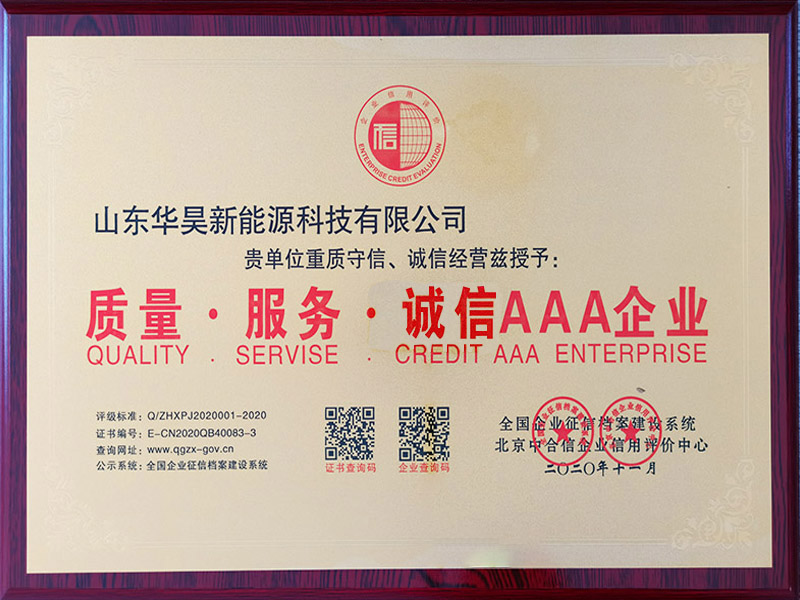 企业信用评价
信
ENTERPRISE CREDIT EVALUATION
山东华昊新能源科技有限公司
贵单位重质守信、诚信经营兹授予：
质量·服务·诚信AAA企业
QUALITY . SERVISE . CREDIT AAA ENTERPRISE
评级标准：Q/ZHXPJ2020001-2020
证书编号：E-CN2020QB40083-3
查询网址：www.qgzx-gov.cn
公示系统：全国企业征信档案建设系统
证书查询码
企业查询码
全国企业征信档案建设系统
北京中合信企业信用评价中心
二〇二〇年十一月